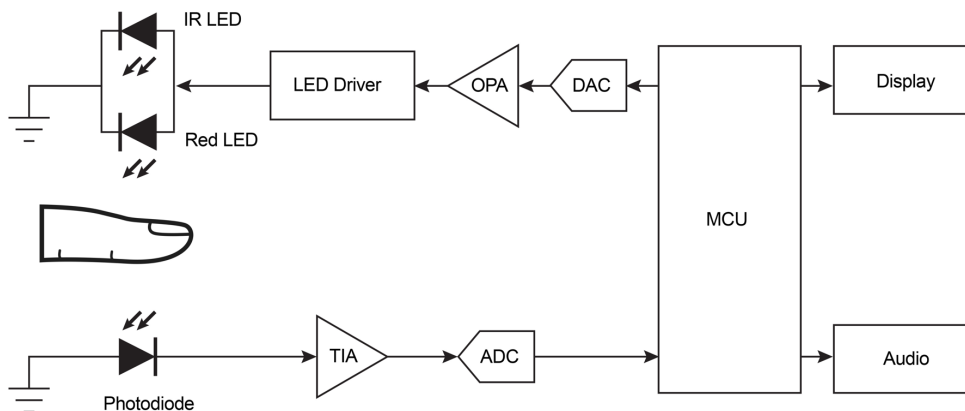 IR LED
LED Driver
OPA
DAC
Display
Red LED
MCU
TIA
ADC
Audio
Photodiode